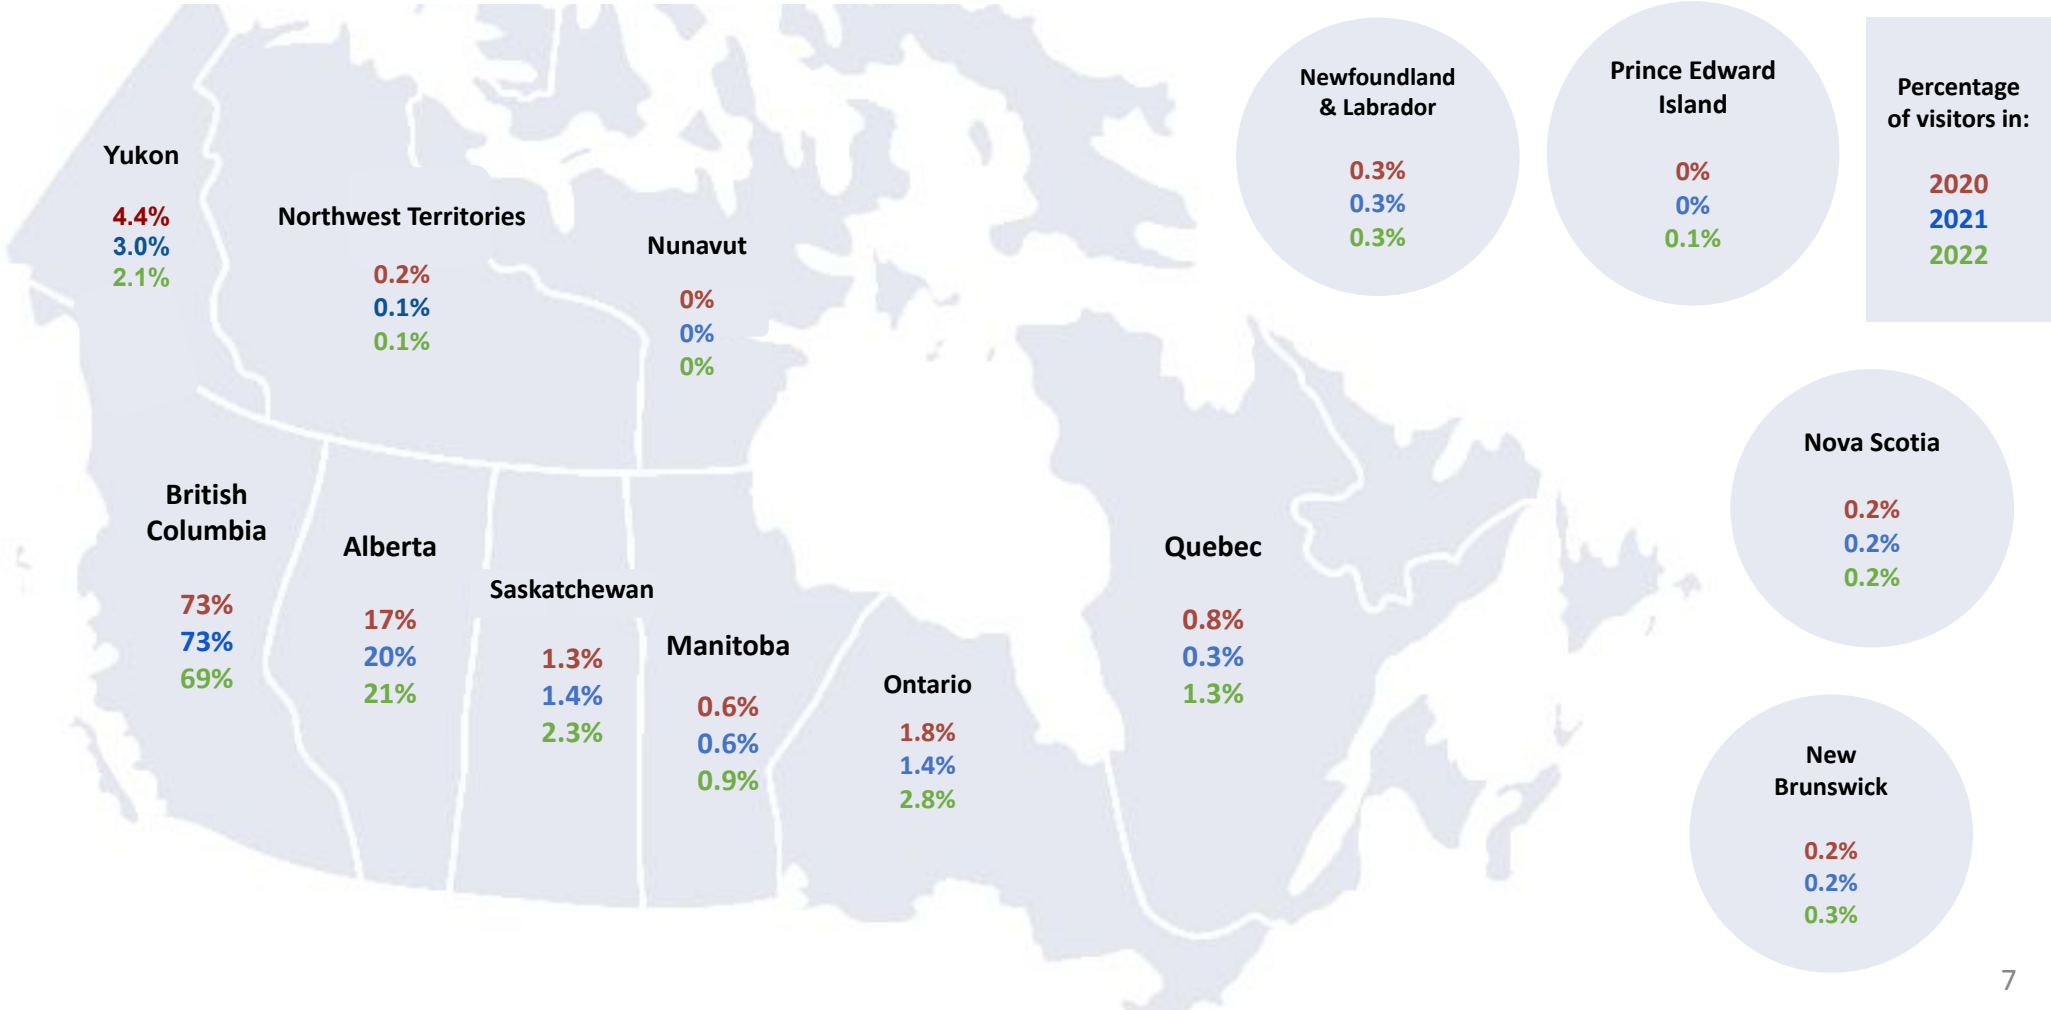 Newfoundland
& Labrador
0.3%
0.3%
0.3%
Prince Edward
Island
0%
0%
0.1%
Percentage
of visitors in:
2020
2021
2022
Yukon
4.4%
3.0%
2.1%
Northwest Territories
0.2%
0.1%
0.1%
Nunavut
0%
0%
0%
British
Columbia
73%
73%
69%
Alberta
17%
20%
21%
Saskatchewan
1.3%
1.4%
2.3%
Manitoba
0.6%
0.6%
0.9%
Ontario
1.8%
1.4%
2.8%
Quebec
0.8%
0.3%
1.3%
Nova Scotia
0.2%
0.2%
0.2%
New
Brunswick
0.2%
0.2%
0.3%
7